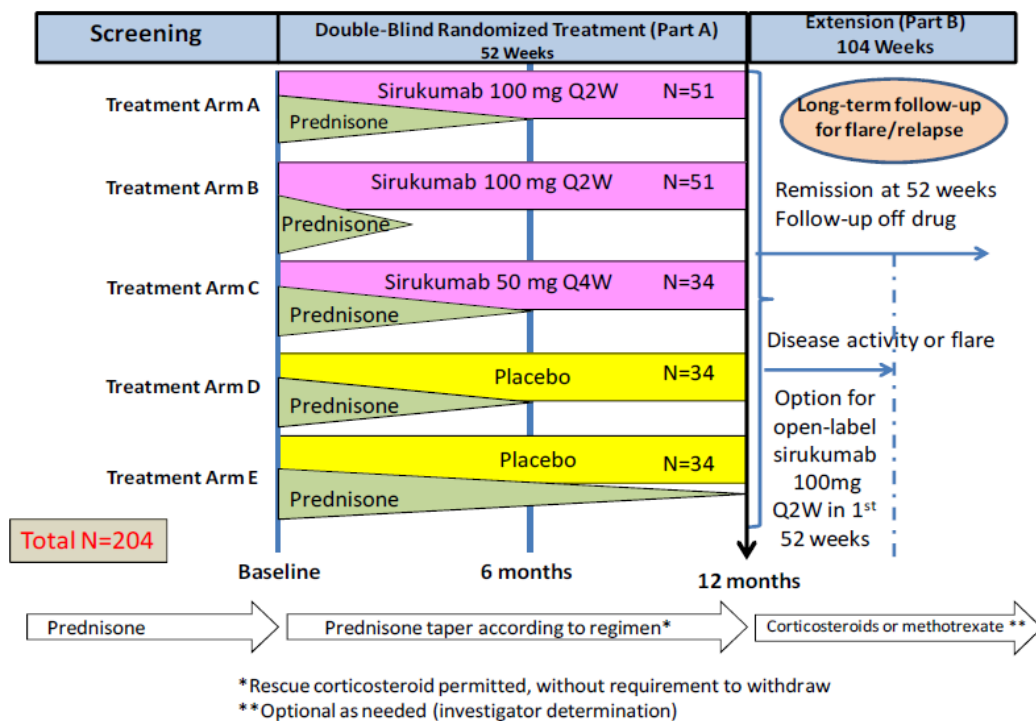 Screening
Double-Blind Randomized Treatment (Part A)
52 Weeks
Extension (Part B)
104 Weeks
Treatment Arm A
Sirukumab 100 mg Q2W N=51
Prednisone
Long-term follow-up
for flare/relapse
Treatment Arm B
Sirukumab 100 mg Q2W N=51
Prednisone
Remission at 52 weeks
Follow-up off drug
Treatment Arm C
Sirukumab 50 mg Q4W N=34
Prednisone
Disease activity or flare
Treatment Arm D
Placebo N=34
Prednisone
Option for
open-label
sirukumab
100mg
Q2W in 1st
52 weeks
Treatment Arm E
Placebo N=34
Prednisone
Total N=204
Baseline
6 months
12 months
Prednisone
Prednisone taper according to regimen*
Corticosteroids or methotrexate **
*Rescue corticosteroid permitted, without requirement to withdraw
**Optional as needed (investigator determination)